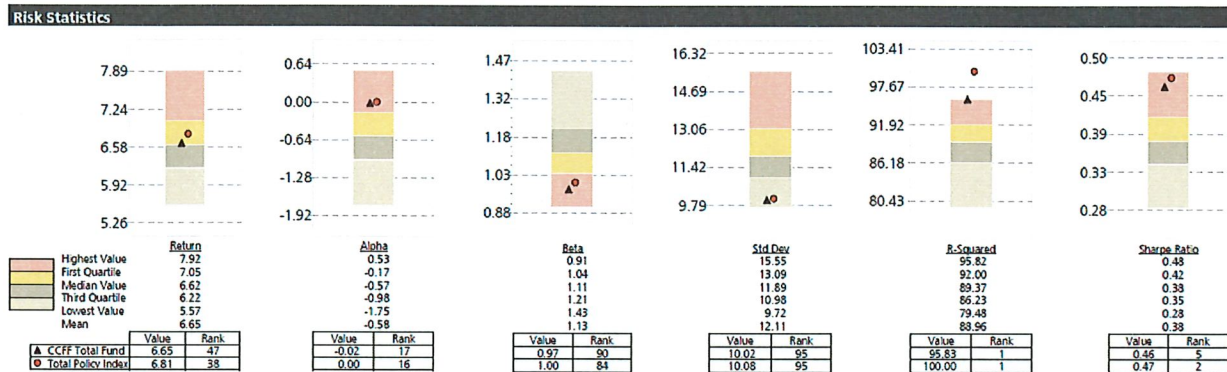 Risk Statistics
7.89
7.24
6.58
5.92
5.26
0.64
0.00
-0.64
-1.28
-1.92
1.47
1.32
1.18
1.03
0.88
16.32
14.69
13.06
11.42
9.79
103.41
97.67
91.92
86.18
80.43
0.50
0.45
0.39
0.33
0.28
Return Alpha Beta Std Dev R-Squared Sharpe Ratio
Highest Value 7.92 0.53 0.91 15.55 95.82 0.48
First Quartile 7.05 -0.17 1.04 13.09 92.00 0.42
Median Value 6.62 -0.57 1.11 11.89 89.37 0.38
Third Quartile 6.22 -0.98 1.21 10.98 86.23 0.35
Lowest Value 5.57 -1.75 1.43 9.72 79.48 0.28
Mean 6.65 -0.58 1.13 12.11 88.96 0.38
Value Rank Value Rank Value Rank Value Rank Value Rank Value Rank
CCFF Total Fund 6.65 47 -0.02 17 0.97 90 10.02 95 95.83 1 0.46 5
Total Policy Index 6.81 38 0.00 16 1.00 84 10.08 95 100.00 1 0.47 2